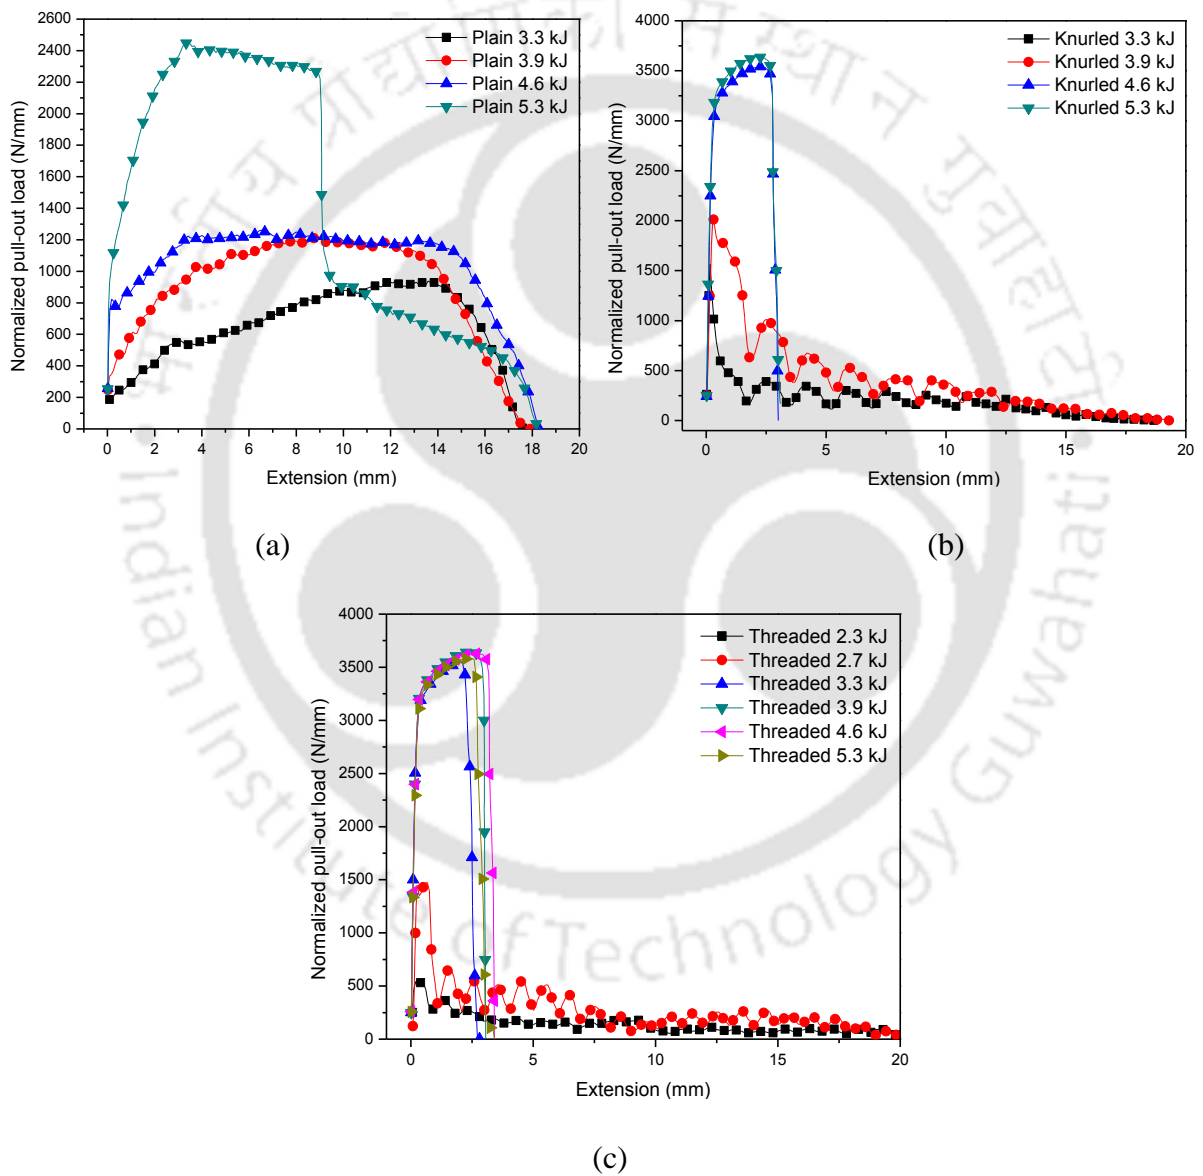 2600
2400
2200
2000
1800
1600
1400
1200
1000
800
600
400
200
0
0 2 4 6 8 10 12 14 16 18 20
Normalized pull-out load (N/mm)
Extension (mm)
Plain 3.3 kJ
Plain 3.9 kJ
Plain 4.6 kJ
Plain 5.3 kJ
(a)
4000
3500
3000
2500
2000
1500
1000
500
0
0 5 10 15 20
Normalized pull-out load (N/mm)
Extension (mm)
Knurled 3.3 kJ
Knurled 3.9 kJ
Knurled 4.6 kJ
Knurled 5.3 kJ
(b)
4000
3500
3000
2500
2000
1500
1000
500
0
0 5 10 15 20
Normalized pull-out load (N/mm)
Extension (mm)
Threaded 2.3 kJ
Threaded 2.7 kJ
Threaded 3.3 kJ
Threaded 3.9 kJ
Threaded 4.6 kJ
Threaded 5.3 kJ
(c)
Indian Institute of Technology Guwahati